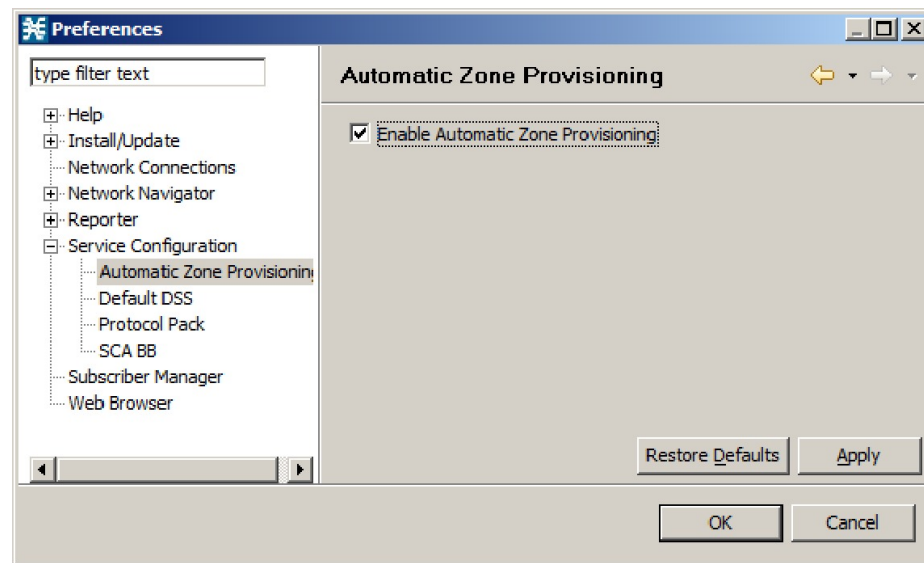 Preferences
type filter text
Automatic Zone Provisioning
Help
Install/Update
Network Connections
Network Navigator
Reporter
Service Configuration
Automatic Zone Provisioning
Default DSS
Protocol Pack
SCA BB
Subscriber Manager
Web Browser
Enable Automatic Zone Provisioning
Restore Defaults
Apply
OK
Cancel